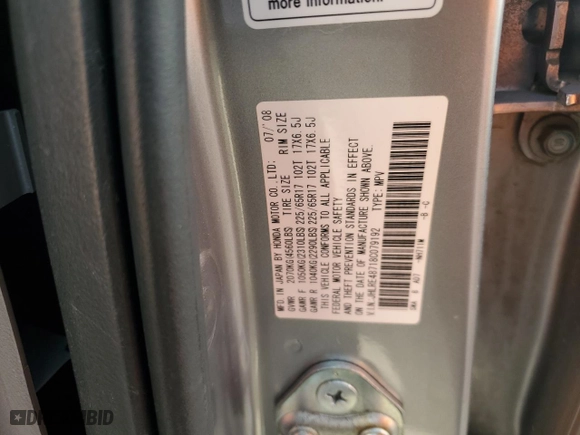 more information.
MFD. IN JAPAN BY HONDA MOTOR CO., LTD: 07/'08
GVWR 2070KG(4560LBS) TIRE SIZE RIM SIZE
GAWR F 1050KG(2310LBS) 225/65R17 102T 17X6.5J
GAWR R 1040KG(2290LBS) 225/65R17 102T 17X6.5J
THIS VEHICLE CONFORMS TO ALL APPLICABLE
FEDERAL MOTOR VEHICLE SAFETY
AND THEFT PREVENTION STANDARDS IN EFFECT
ON THE DATE OF MANUFACTURE SHOWN ABOVE.
V.I.N: JHLRE48718C079192 TYPE: MPV
-B -C